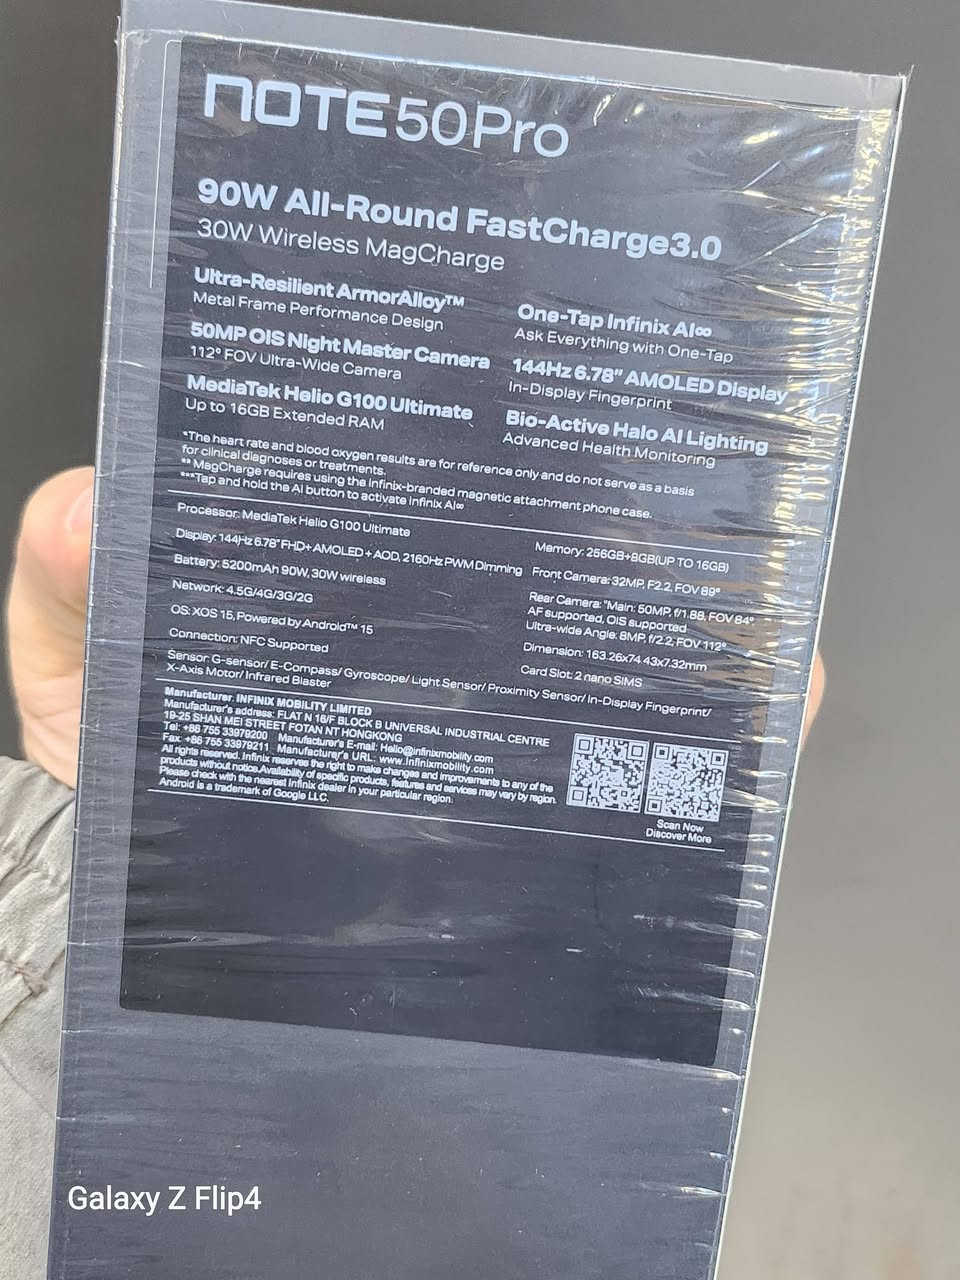 NOTE50Pro
90W All-Round FastCharge3.0
30W Wireless MagCharge
Ultra-Resilient ArmorAlloy™
Metal Frame Performance Design
50MP OIS Night Master Camera
112° FOV Ultra-Wide Camera
MediaTek Helio G100 Ultimate
Up to 16GB Extended RAM
One-Tap Infinix AI∞
Ask Everything with One-Tap
144Hz 6.78" AMOLED Display
In-Display Fingerprint
Bio-Active Halo AI Lighting
Advanced Health Monitoring
*The heart rate and blood oxygen results are for reference only and do not serve as a basis
for clinical diagnoses or treatments.
** MagCharge requires using the Infinix-branded magnetic attachment phone case.
***Tap and hold the AI button to activate Infinix AI∞
Processor: MediaTek Helio G100 Ultimate
Display: 144Hz 6.78" FHD+ AMOLED + AOD, 2160Hz PWM Dimming
Battery: 5200mAh 90W, 30W wireless
Network: 4.5G/4G/3G/2G
OS: XOS 15, Powered by Android™ 15
Connection: NFC Supported
Memory: 256GB+8GB(UP TO 16GB)
Front Camera: 32MP, F2.2, FOV 89°
Rear Camera: "Main: 50MP, f/1.88, FOV 84°
AF supported, OIS supported
Ultra-wide Angle: 8MP, f/2.2, FOV 112°
Dimension: 163.26x74.43x7.32mm
Card Slot: 2 nano SIMS
Sensor: G-sensor/ E-Compass/ Gyroscope/ Light Sensor/ Proximity Sensor/ In-Display Fingerprint/
X-Axis Motor/ Infrared Blaster
Manufacturer: INFINIX MOBILITY LIMITED
Manufacturer's address: FLAT N 16/F BLOCK B UNIVERSAL INDUSTRIAL CENTRE
19-25 SHAN MEI STREET FOTAN NT HONGKONG
Tel: +86 755 33979200 Manufacturer's E-mail: Hello@infinixmobility.com
Fax: +86 755 33979211 Manufacturer's URL: www.infinixmobility.com
All rights reserved. Infinix reserves the right to make changes and improvements to any of the
products without notice.Availability of specific products, features and services may vary by region.
Please check with the nearest Infinix dealer in your particular region.
Android is a trademark of Google LLC.
Scan Now
Discover More
Galaxy Z Flip4